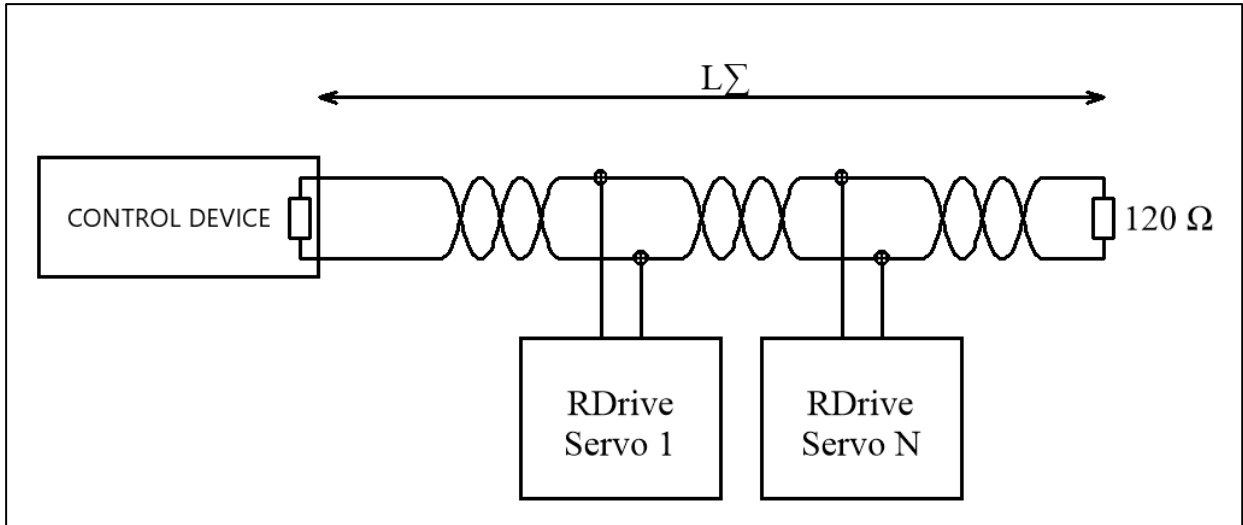 L∑
CONTROL DEVICE
120 Ω
RDrive
Servo 1
RDrive
Servo N